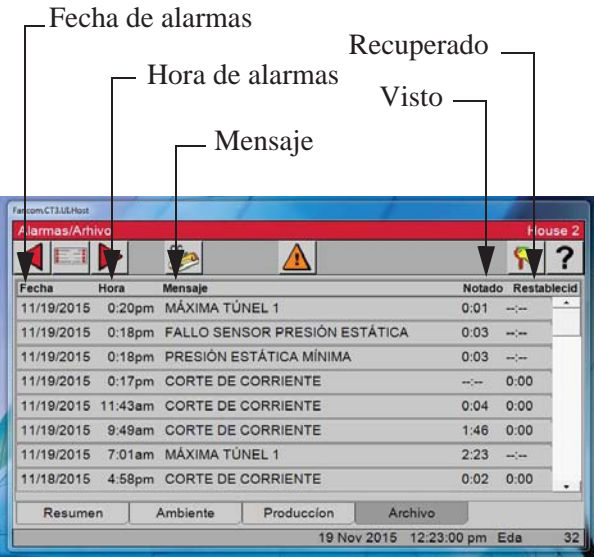 Fecha de alarmas
Recuperado
Hora de alarmas
Visto
Mensaje
Fancom.CT3.UI.Host
Alarmas/Arhivo House 2
?
Fecha Hora Mensaje Notado Restablecid
11/19/2015 0:20pm MÁXIMA TÚNEL 1 0:01 --:--
11/19/2015 0:18pm FALLO SENSOR PRESIÓN ESTÁTICA 0:03 --:--
11/19/2015 0:18pm PRESIÓN ESTÁTICA MÍNIMA 0:03 --:--
11/19/2015 0:17pm CORTE DE CORRIENTE --:-- 0:00
11/19/2015 11:43am CORTE DE CORRIENTE 0:04 0:00
11/19/2015 9:49am CORTE DE CORRIENTE 1:46 0:00
11/19/2015 7:01am MÁXIMA TÚNEL 1 2:23 --:--
11/18/2015 4:58pm CORTE DE CORRIENTE 0:02 0:00
Resumen Ambiente Produccíon Archivo
19 Nov 2015 12:23:00 pm Eda 32